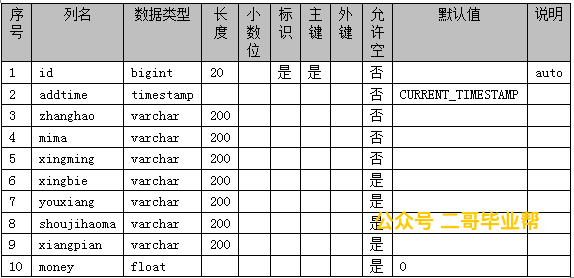 序号 列名 数据类型 长度 小数位 标识 主键 外键 允许空 默认值 说明
1 id bigint 20 是 是 否 auto
2 addtime timestamp 否 CURRENT_TIMESTAMP
3 zhanghao varchar 200 否
4 mima varchar 200 否
5 xingming varchar 200 否
6 xingbie varchar 200 是
7 youxiang varchar 200 是
8 shoujihaoma varchar 200 是
公众号 二哥毕业帮
9 xiangpian varchar 200 是
10 money float 是 0